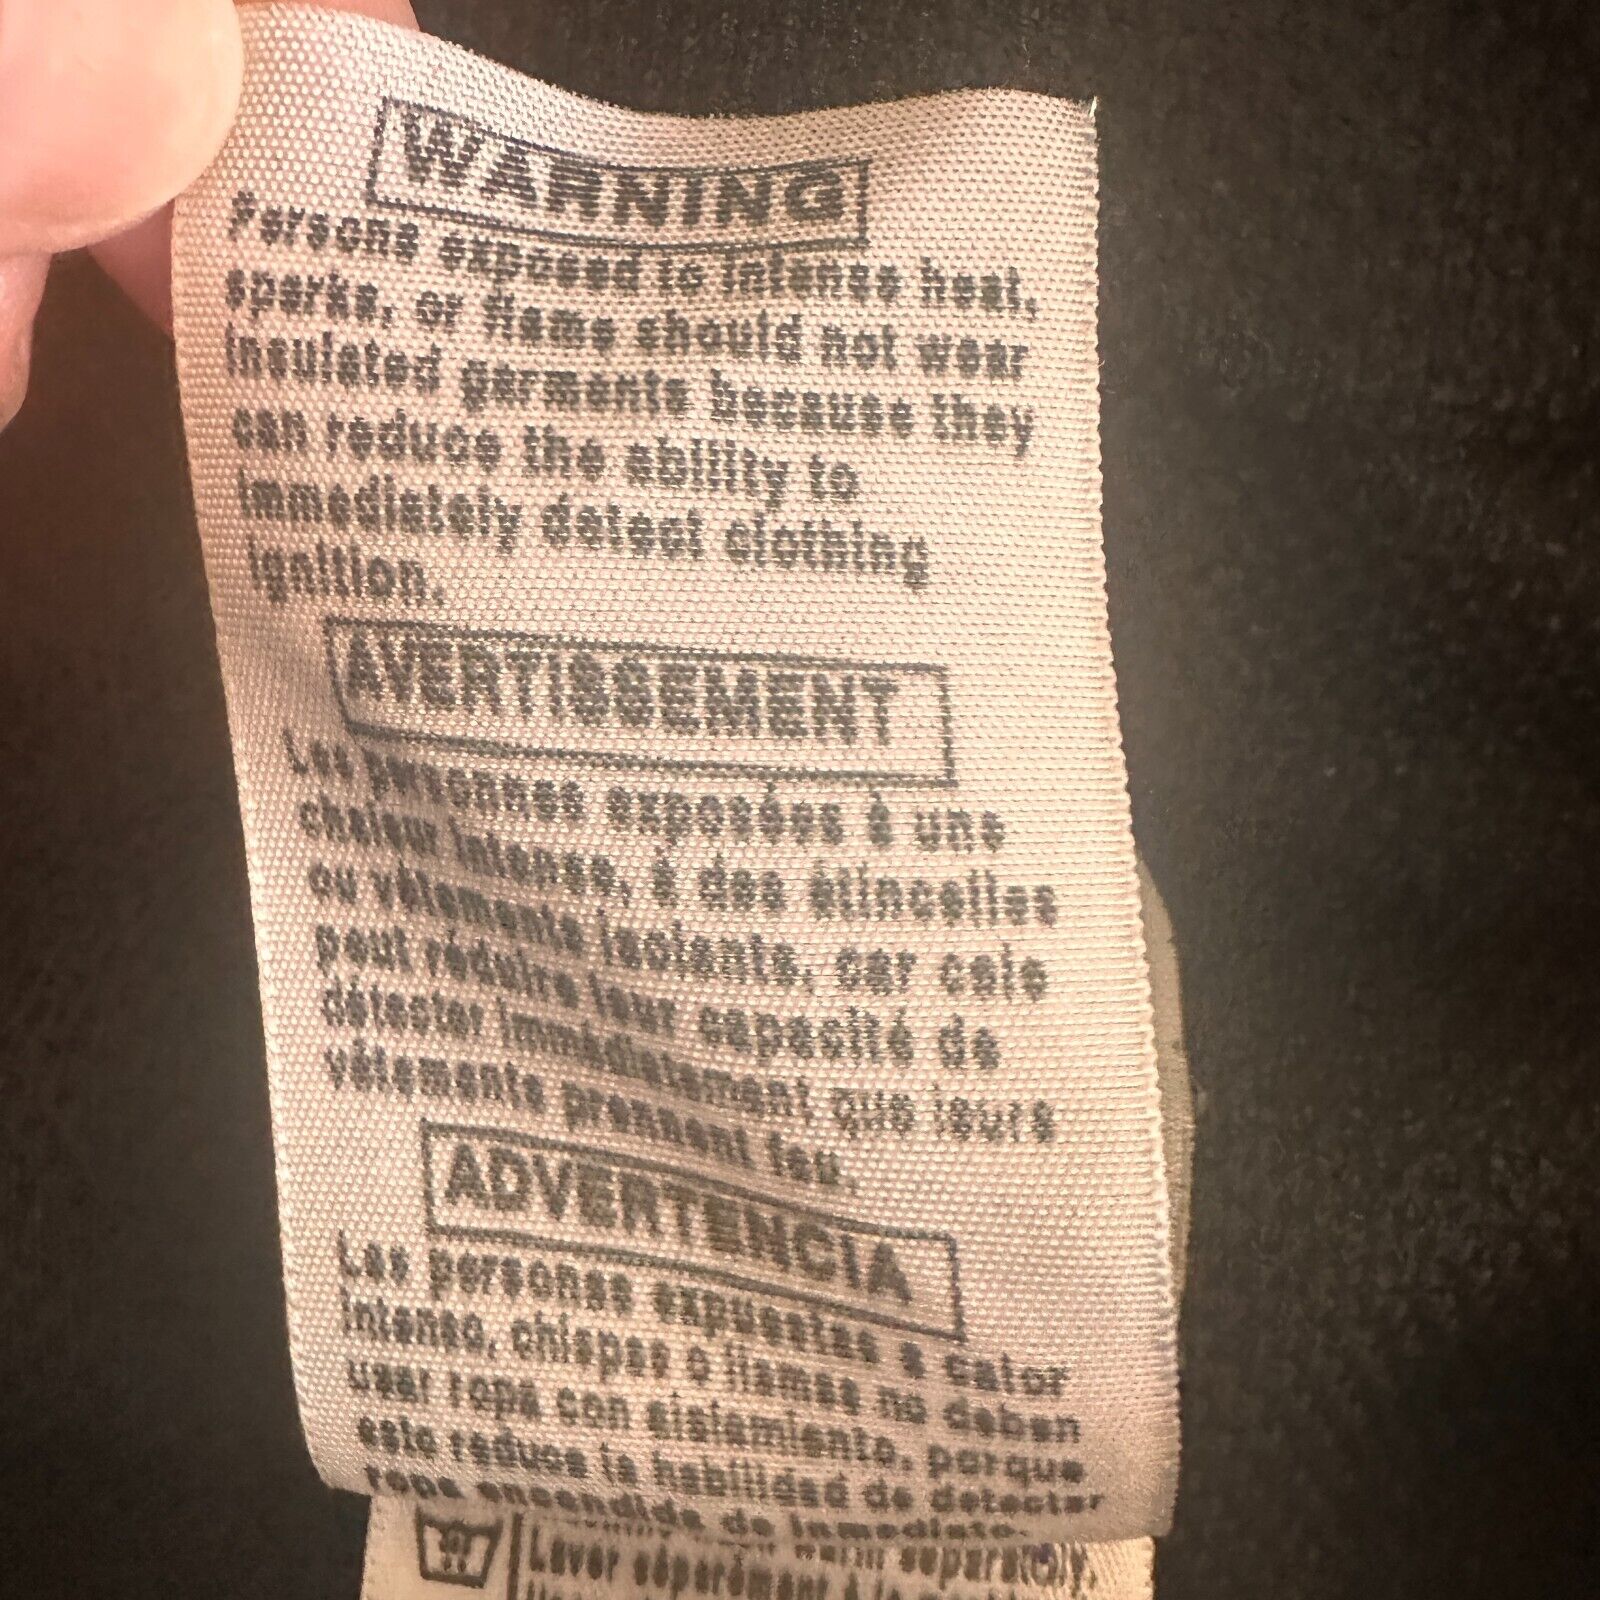 WARNING
Persons exposed to intense heat,
sparks, or flame should not wear
insulated garments because they
can reduce the ability to
immediately detect clothing
ignition.
AVERTISSEMENT
Les personnes exposées à une
chaleur intense, à des étincelles
ou vêtements isolants, car cela
peut réduire leur capacité de
détecter immédiatement que leurs
vêtements prennent feu.
ADVERTENCIA
Las personas expuestas a calor
intenso, chispas o llamas no deben
usar ropa con aislamiento, porque
esto reduce la habilidad de detectar
ropa encendida de inmediato.
warm separately.
Laver séparément à